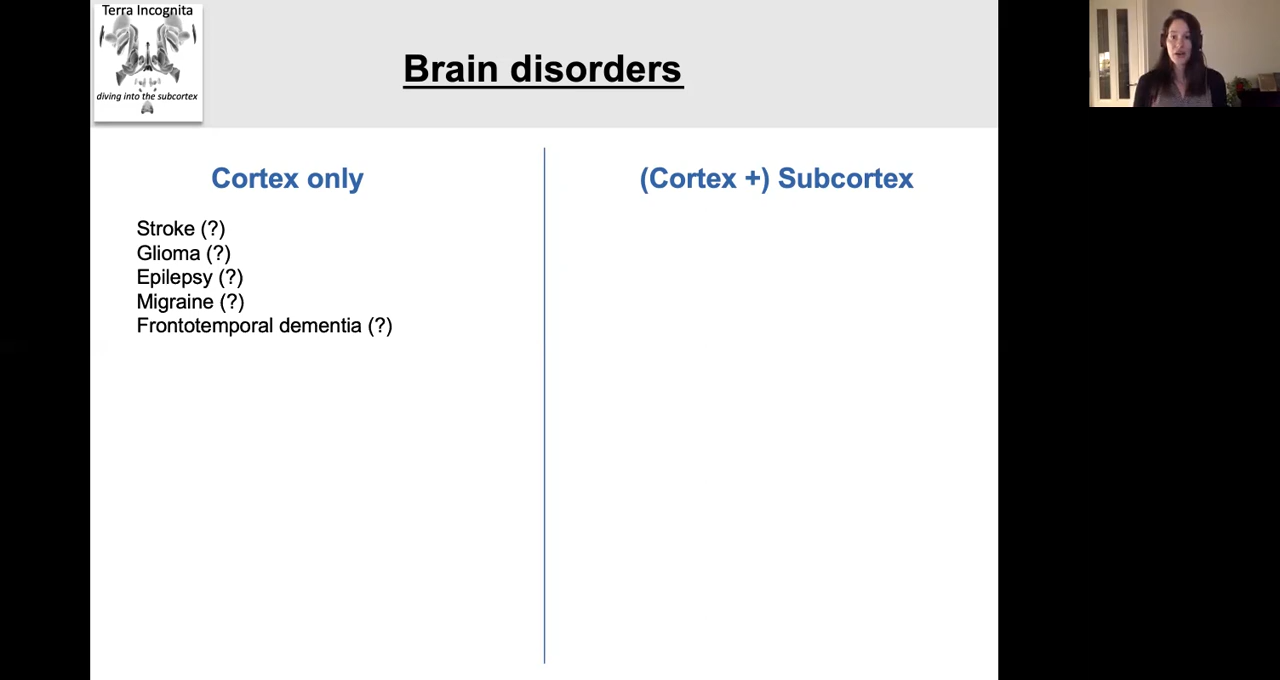 Terra Incognita
diving into the subcortex
Brain disorders
Cortex only
Stroke (?)
Glioma (?)
Epilepsy (?)
Migraine (?)
Frontotemporal dementia (?)
(Cortex +) Subcortex